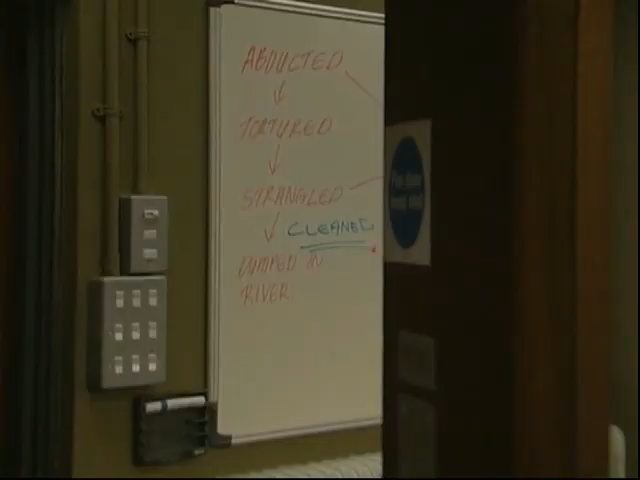 ABDUCTED
TORTURED
STRANGLED
CLEANED
DUMPED IN
RIVER